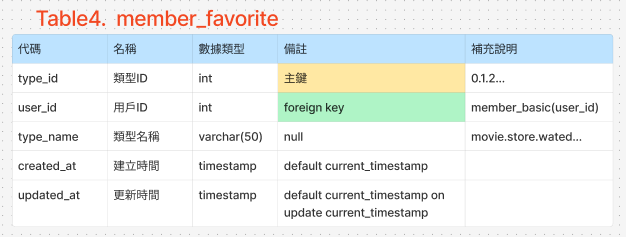 Table4. member_favorite
代碼 名稱 數據類型 備註 補充說明
type_id 類型ID int 主鍵 0.1.2...
user_id 用戶ID int foreign key member_basic(user_id)
type_name 類型名稱 varchar(50) null movie.store.wated...
created_at 建立時間 timestamp default current_timestamp
updated_at 更新時間 timestamp default current_timestamp on
update current_timestamp